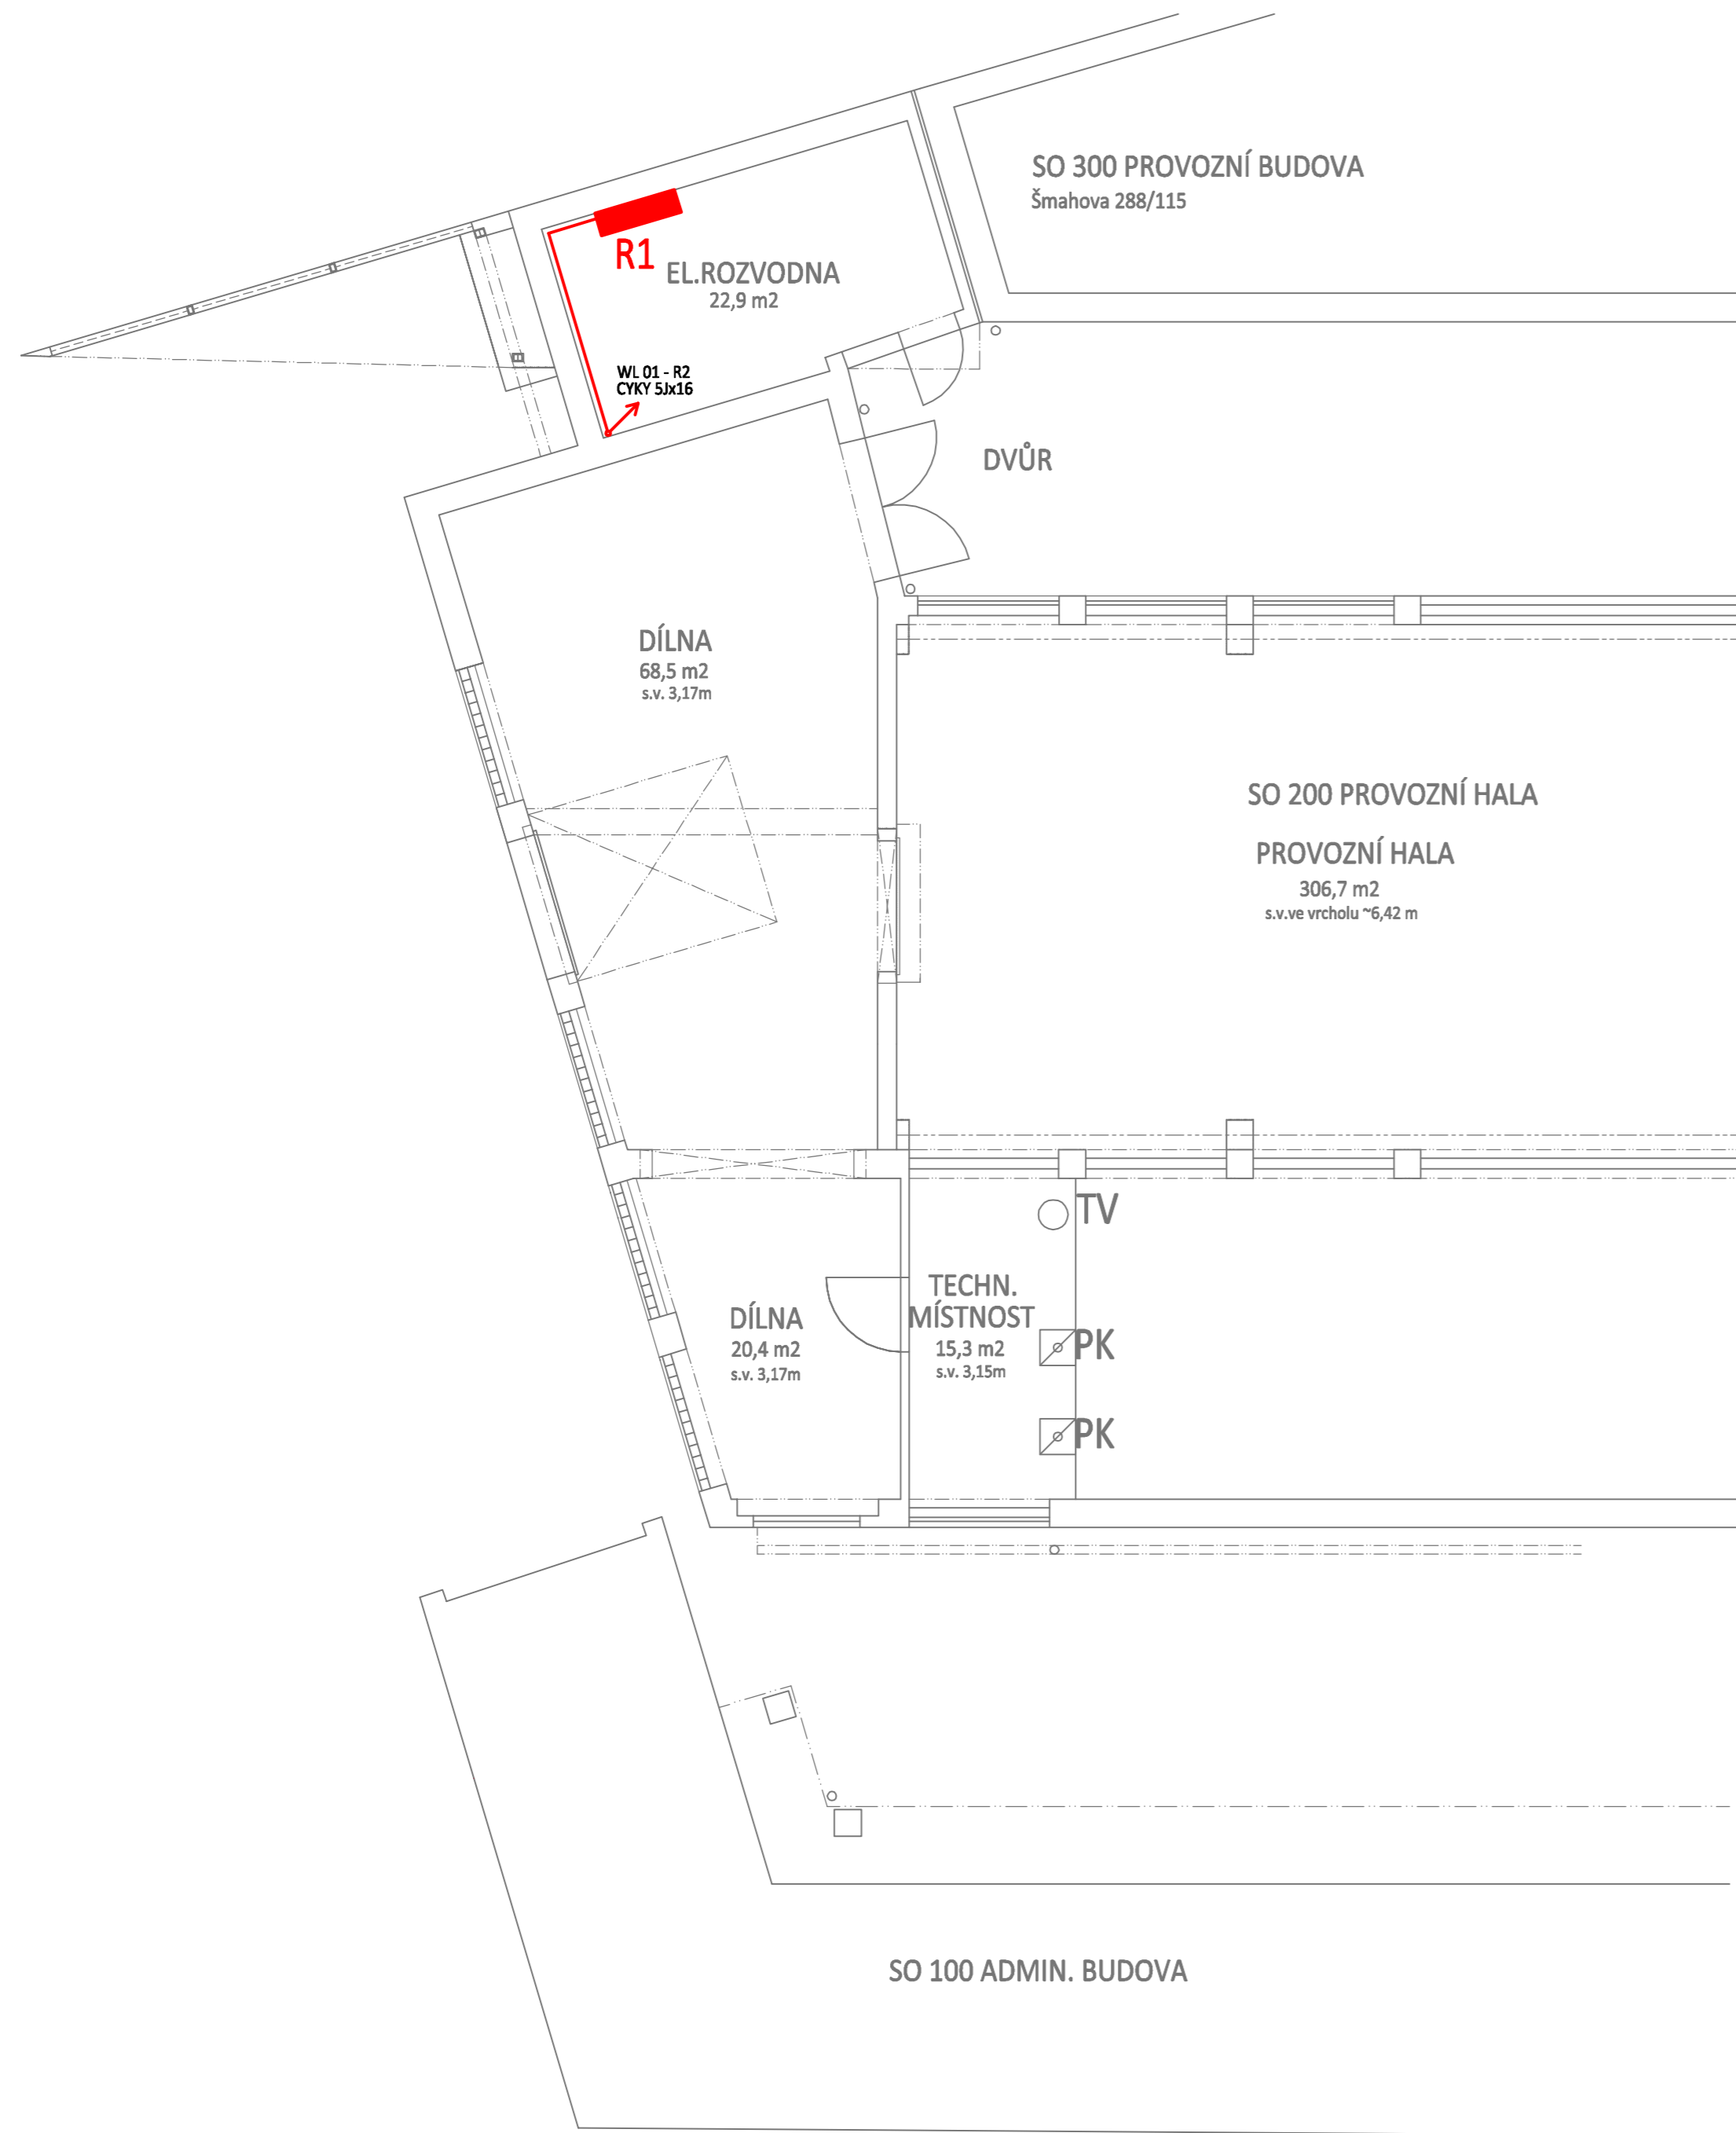 SO 300 PROVOZNÍ BUDOVA
Šmahova 288/115
R1
EL.ROZVODNA
22,9 m2
WL 01 - R2
CYKY 5Jx16
DVŮR
DÍLNA
68,5 m2
s.v. 3,17m
SO 200 PROVOZNÍ HALA
PROVOZNÍ HALA
306,7 m2
s.v.ve vrcholu ~6,42 m
TV
TECHN.
MÍSTNOST
15,3 m2
s.v. 3,15m
DÍLNA
20,4 m2
s.v. 3,17m
PK
PK
SO 100 ADMIN. BUDOVA